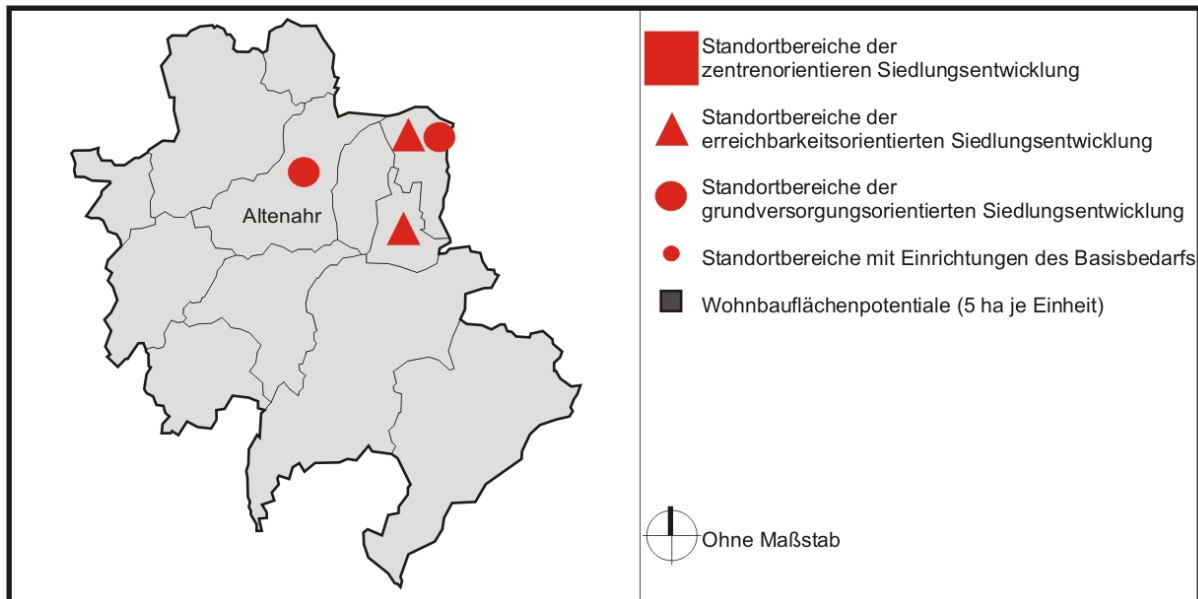 Altenahr
Standortbereiche der
zentrenorientieren Siedlungsentwicklung
Standortbereiche der
erreichbarkeitsorientierten Siedlungsentwicklung
Standortbereiche der
grundversorgungsorientierten Siedlungsentwicklung
Standortbereiche mit Einrichtungen des Basisbedarfs
Wohnbauflächenpotentiale (5 ha je Einheit)
Ohne Maßstab